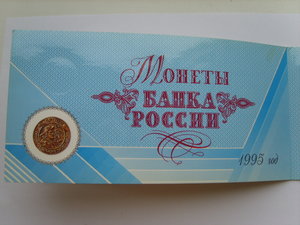 Монеты
Банка
России
1995 год